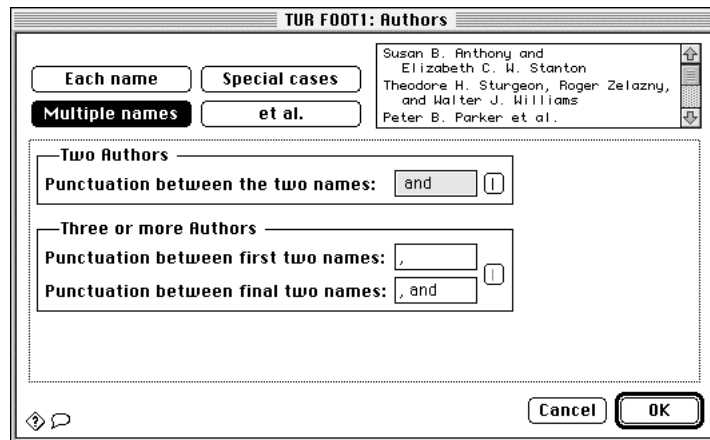 TUR FOOT1: Authors
Each name
Special cases
Multiple names
et al.
Susan B. Anthony and
Elizabeth C. W. Stanton
Theodore H. Sturgeon, Roger Zelazny,
and Walter J. Williams
Peter B. Parker et al.
Two Authors
Punctuation between the two names: and
Three or more Authors
Punctuation between first two names: ,
Punctuation between final two names: , and
Cancel
OK